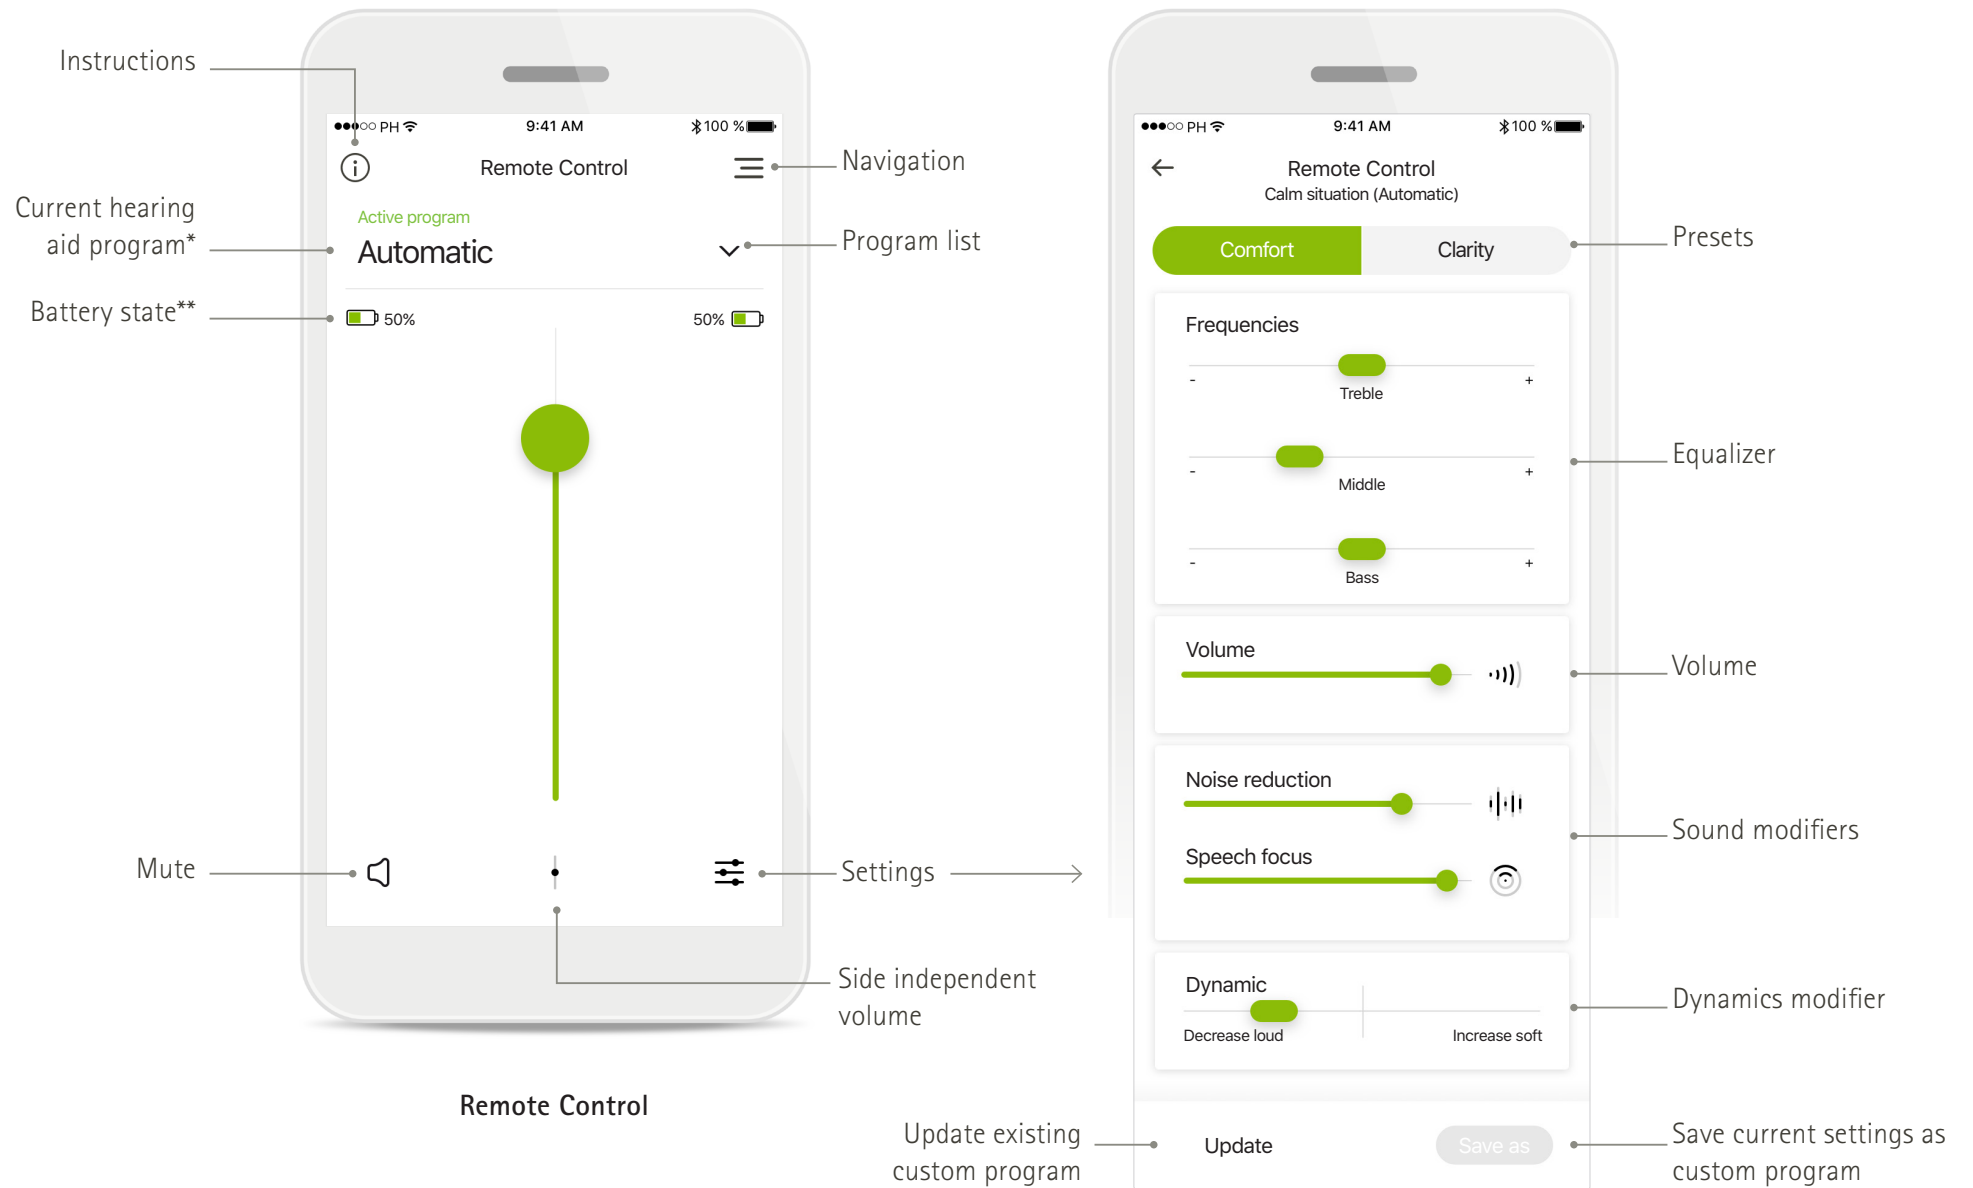 Instructions
PH
9:41 AM
100 %
Remote Control
Navigation
Current hearing
aid program*
Active program
Automatic
Program list
Battery state**
50%
50%
Mute
Settings
Side independent
volume
Remote Control
PH
9:41 AM
100 %
Remote Control
Calm situation (Automatic)
Comfort
Clarity
Presets
Frequencies
- +
Treble
- +
Middle
Equalizer
- +
Bass
Volume
Volume
Noise reduction
Sound modifiers
Speech focus
Dynamic
Decrease loud
Increase soft
Dynamics modifier
Update existing
custom program
Update
Save as
Save current settings as
custom program